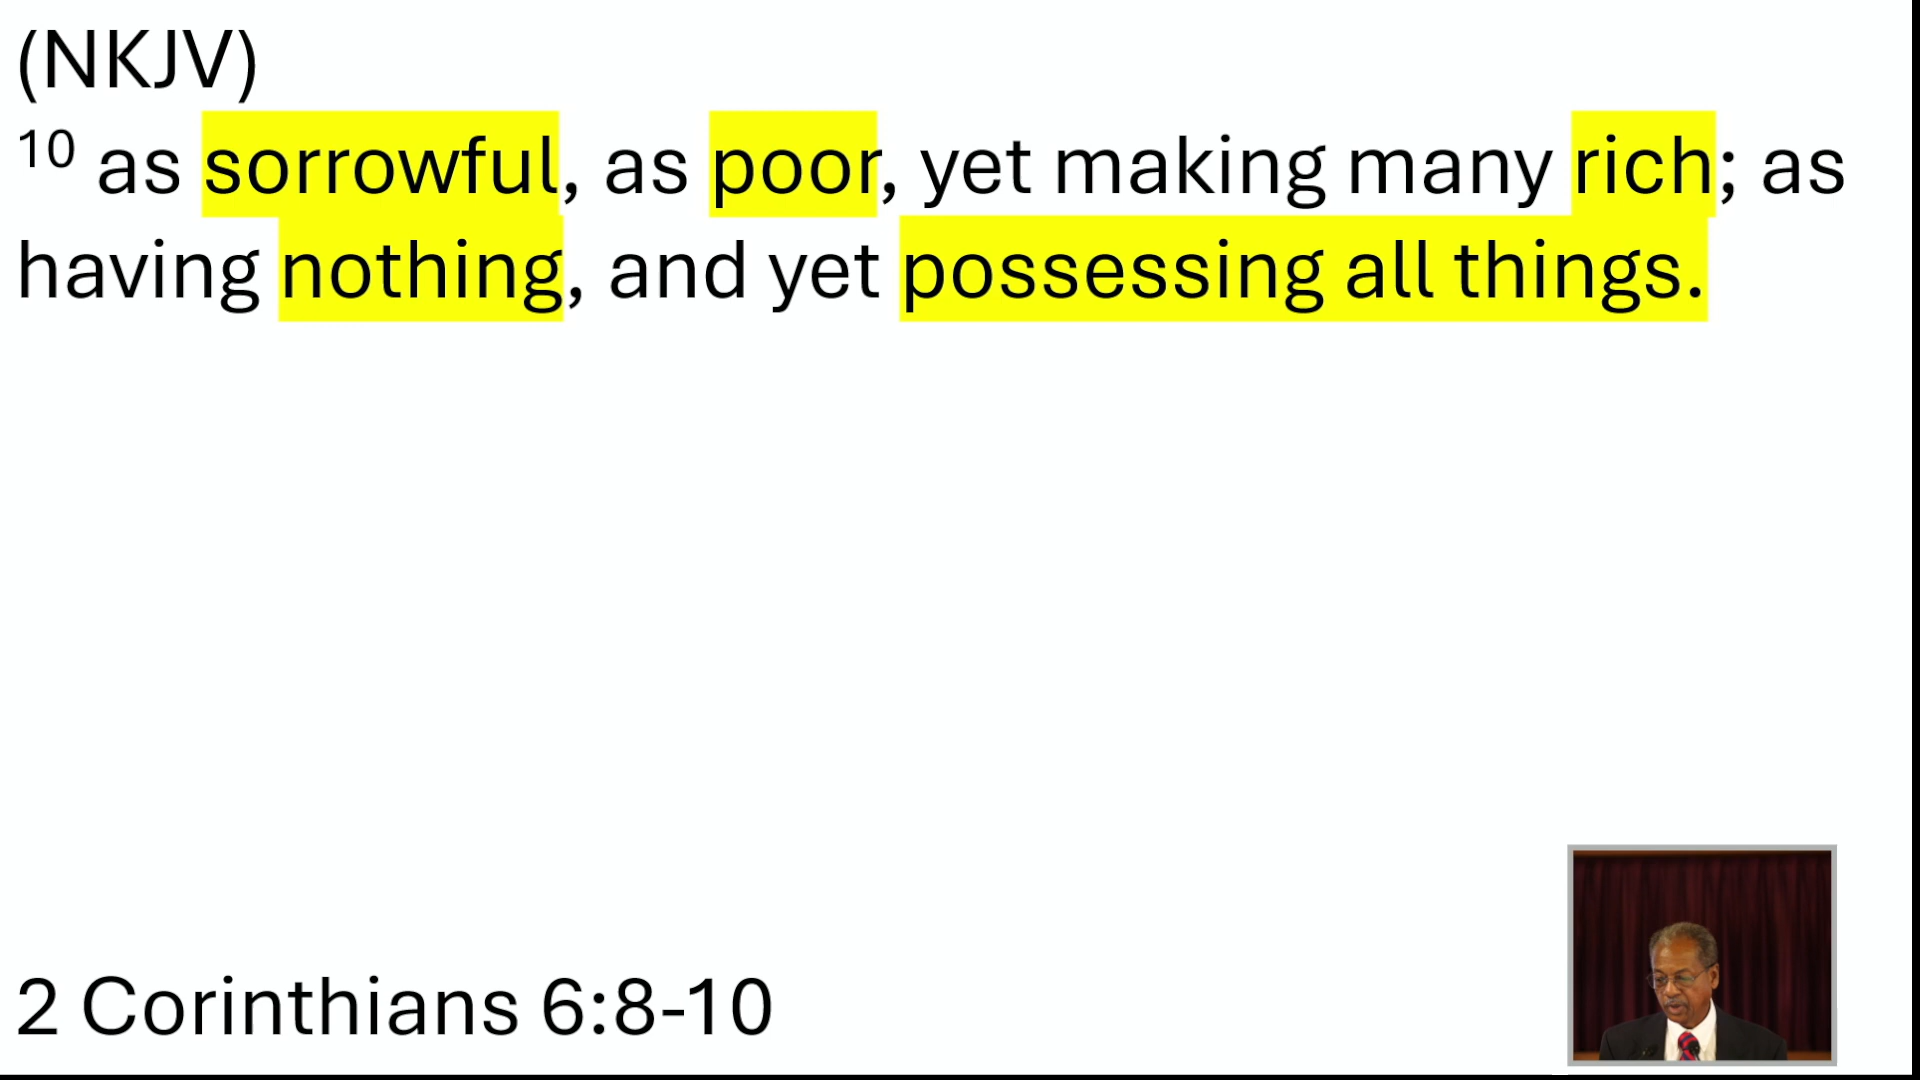 (NKJV)
10 as sorrowful, as poor, yet making many rich; as
having nothing, and yet possessing all things.
2 Corinthians 6:8-10